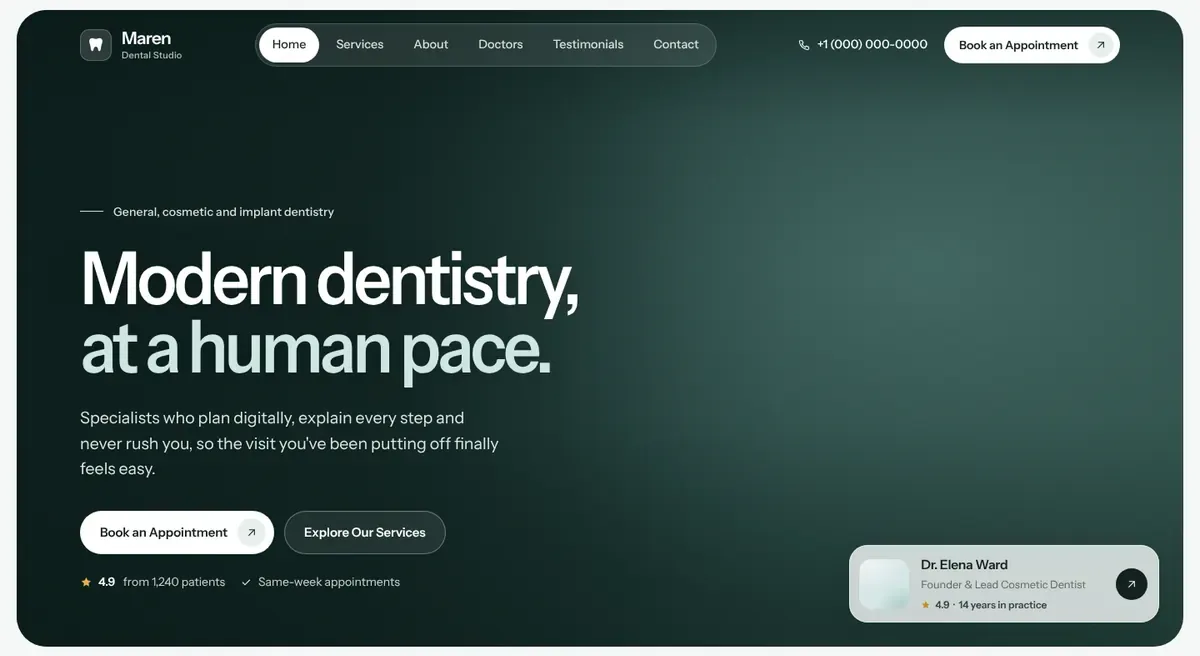 Maren
Dental Studio
Home
Services
About
Doctors
Testimonials
Contact
+1 (000) 000-0000
Book an Appointment
General, cosmetic and implant dentistry
Modern dentistry,
at a human pace.
Specialists who plan digitally, explain every step and
never rush you, so the visit you've been putting off finally
feels easy.
Book an Appointment
Explore Our Services
4.9 from 1,240 patients
Same-week appointments
Dr. Elena Ward
Founder & Lead Cosmetic Dentist
4.9 · 14 years in practice